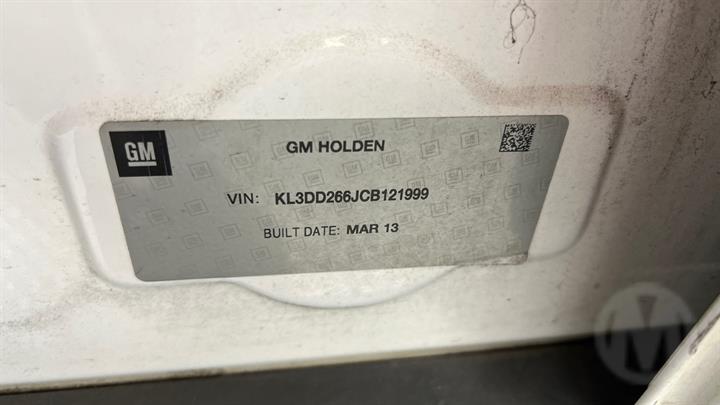 GM
GM HOLDEN
VIN: KL3DD266JCB121999
BUILT DATE: MAR 13
M